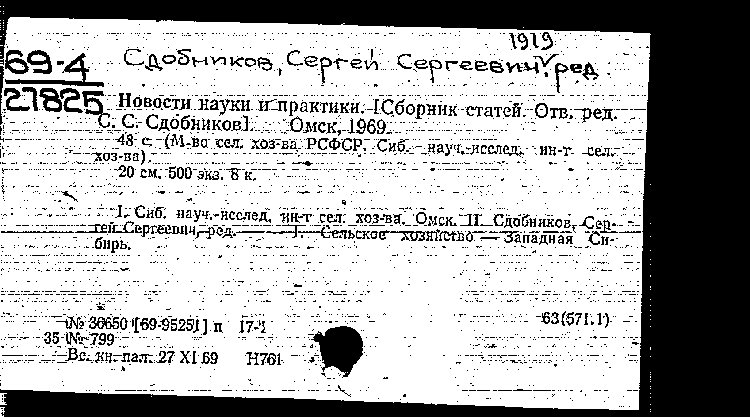 1919
69-4
27825
Сдобников, Сергей Сергеевич, ред.
Новости науки и практики. [Сборник статей. Отв. ред.
С. С. Сдобников]. Омск, 1969.
48 с. (М-во сел. хоз-ва РСФСР. Сиб. науч.-исслед. ин-т сел.
хоз-ва).
20 см. 500 экз. 8 к.
I. Сиб. науч.-исслед. ин-т сел. хоз-ва. Омск. II. Сдобников, Сер-
гей Сергеевич, ред. — 1. Сельское хозяйство — Западная Си-
бирь.
63(571.1)
№ 36650 [69-9525] п 17-1
35 № 799
Вс. кн. пал. 27 XI 69 Н761